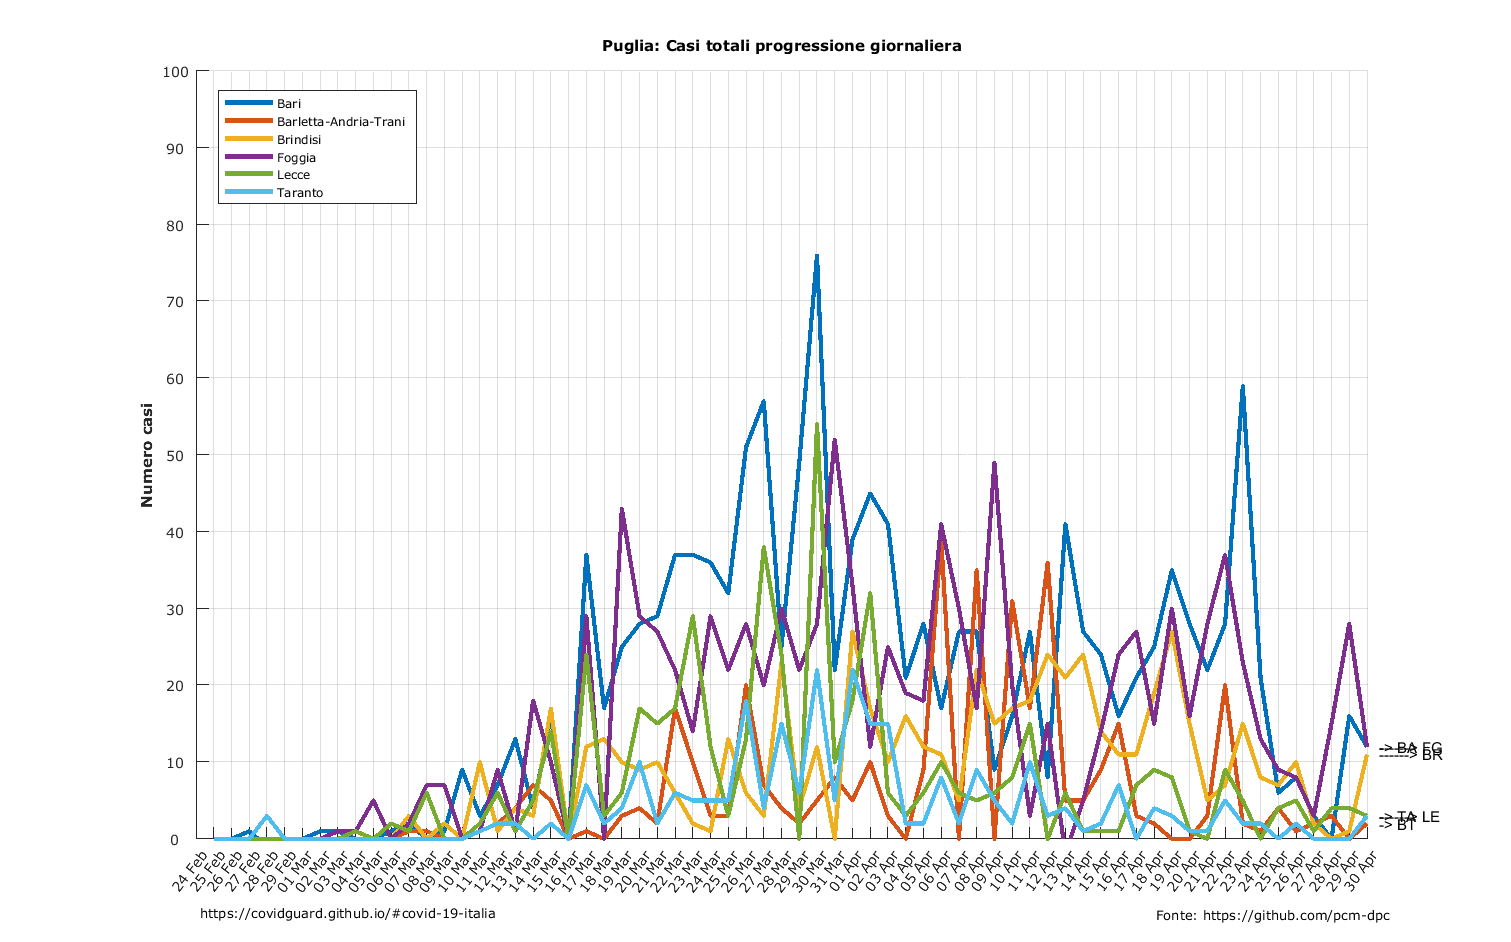 Puglia: Casi totali progressione giornaliera
100
90
80
70
60
50
40
30
20
10
0
Numero casi
Bari
Barletta-Andria-Trani
Brindisi
Foggia
Lecce
Taranto
-> BA FG
------> BR
-> TA LE
-> BT
24 Feb
25 Feb
26 Feb
27 Feb
28 Feb
29 Feb
01 Mar
02 Mar
03 Mar
04 Mar
05 Mar
06 Mar
07 Mar
08 Mar
09 Mar
10 Mar
11 Mar
12 Mar
13 Mar
14 Mar
15 Mar
16 Mar
17 Mar
18 Mar
19 Mar
20 Mar
21 Mar
22 Mar
23 Mar
24 Mar
25 Mar
26 Mar
27 Mar
28 Mar
29 Mar
30 Mar
31 Mar
01 Apr
02 Apr
03 Apr
04 Apr
05 Apr
06 Apr
07 Apr
08 Apr
09 Apr
10 Apr
11 Apr
12 Apr
13 Apr
14 Apr
15 Apr
16 Apr
17 Apr
18 Apr
19 Apr
20 Apr
21 Apr
22 Apr
23 Apr
24 Apr
25 Apr
26 Apr
27 Apr
28 Apr
29 Apr
30 Apr
https://covidguard.github.io/#covid-19-italia
Fonte: https://github.com/pcm-dpc